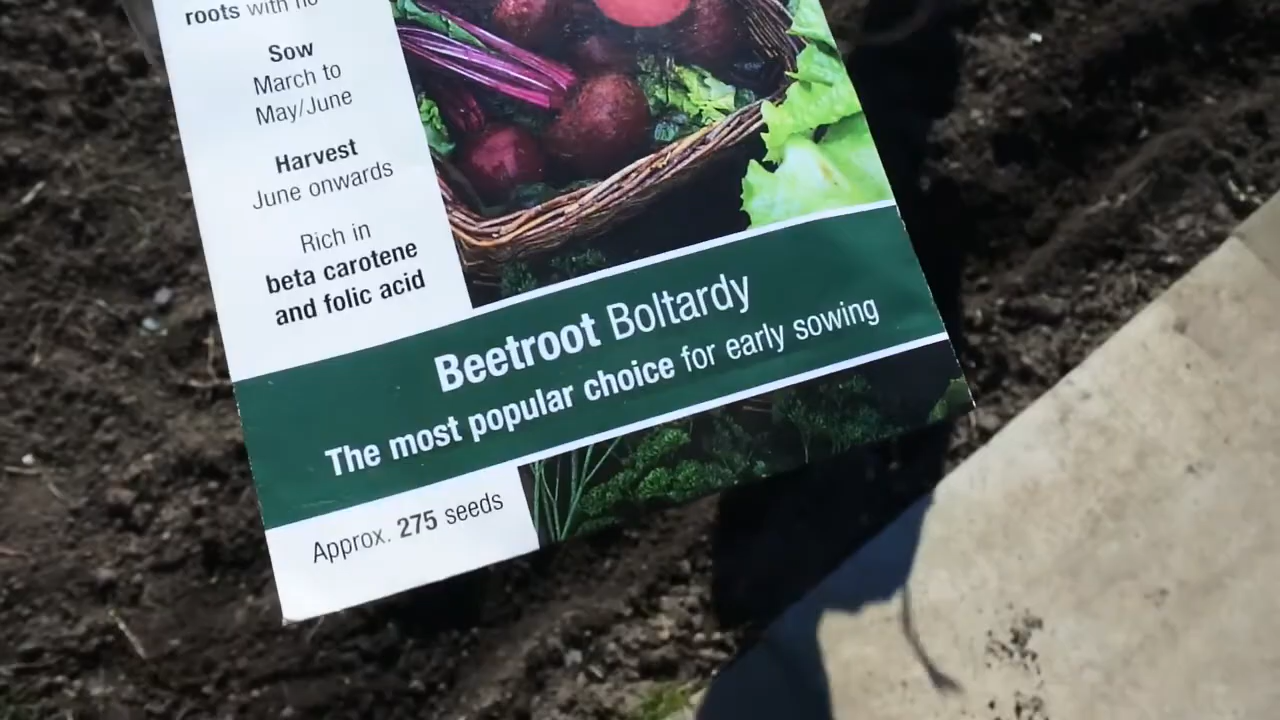 roots with no
Sow
March to
May/June
Harvest
June onwards
Rich in
beta carotene
and folic acid
Beetroot Boltardy
The most popular choice for early sowing
Approx. 275 seeds